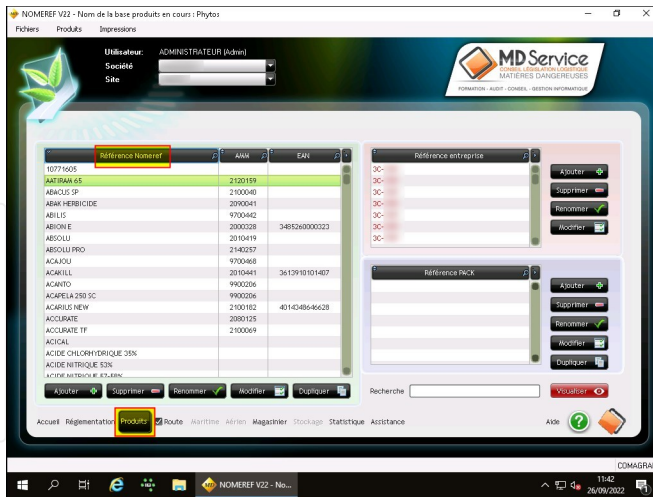 NOMEREF V22 - Nom de la base produits en cours : Phytos
Fichiers Produits Impressions
Utilisateur: ADMINISTRATEUR (Admin)
Société
Site
MD Service
CONSEIL LEGISLATION LOGISTIQUE
MATIÈRES DANGEREUSES
FORMATION - AUDIT - CONSEIL - GESTION INFORMATIQUE
Référence Nomeref AMM EAN
10771605
AATIRAM 65 2120159
ABACUS SP 2100040
ABAK HERBICIDE 2090041
ABILIS 9700442
ABION E 2000328 3485260000323
ABSOLU 2010419
ABSOLU PRO 2140257
ACAJOU 9700468
ACAKILL 2010441 3613910101407
ACANTO 9900206
ACAPELA 250 SC 9900206
ACARIUS NEW 2100182 4014348646628
ACCURATE 2080125
ACCURATE TF 2100069
ACICAL
ACIDE CHLORHYDRIQUE 35%
ACIDE NITRIQUE 53%
ACIDE NITRIQUE 57-58%
Ajouter Supprimer Renommer Modifier Dupliquer
Référence entreprise
3C-
3C-
3C-
3C-
3C-
3C-
3C-
Ajouter
Supprimer
Renommer
Modifier
Référence PACK
Ajouter
Supprimer
Renommer
Modifier
Dupliquer
Recherche Visualiser
Accueil Réglementation Produits Route Maritime Aérien Magasinier Stockage Statistique Assistance Aide
COMAGRA
NOMEREF V22 - No...
11:42
26/09/2022